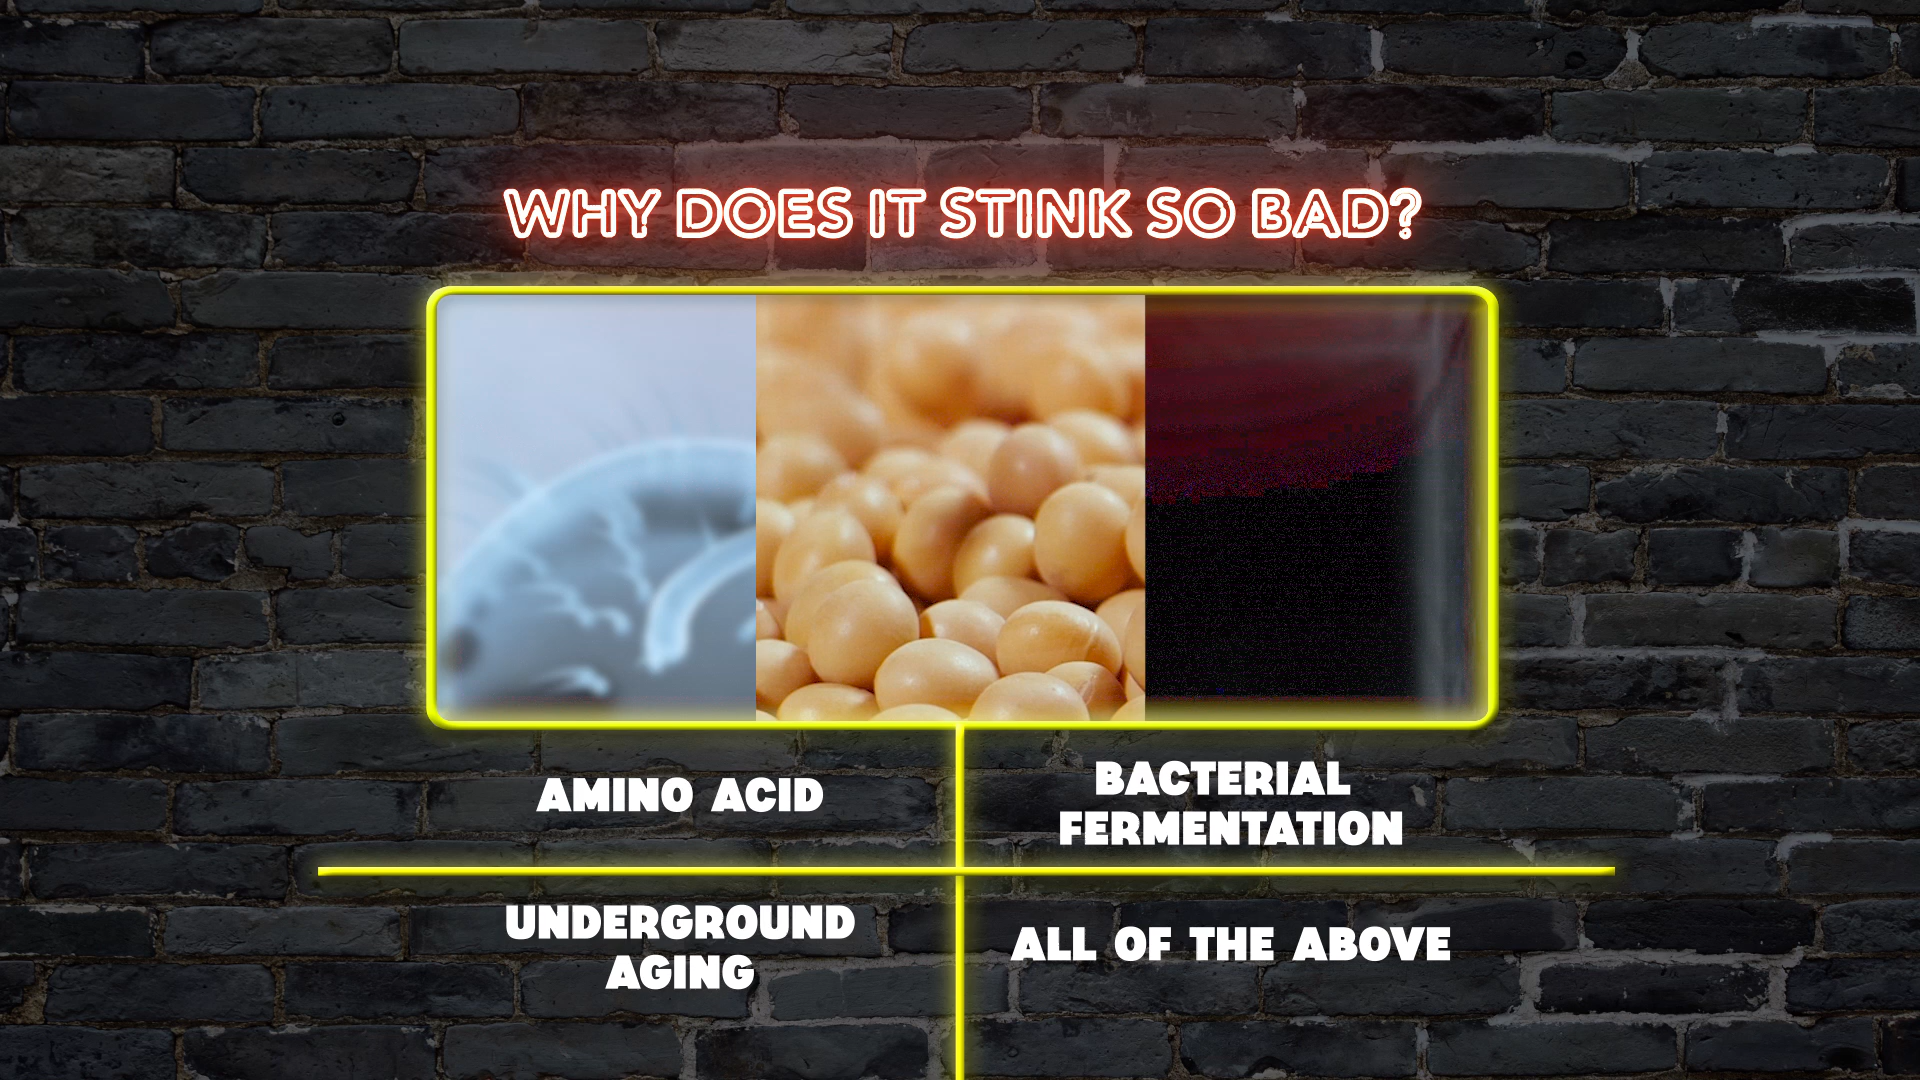 WHY DOES IT STINK SO BAD?
AMINO ACID
BACTERIAL
FERMENTATION
UNDERGROUND
AGING
ALL OF THE ABOVE